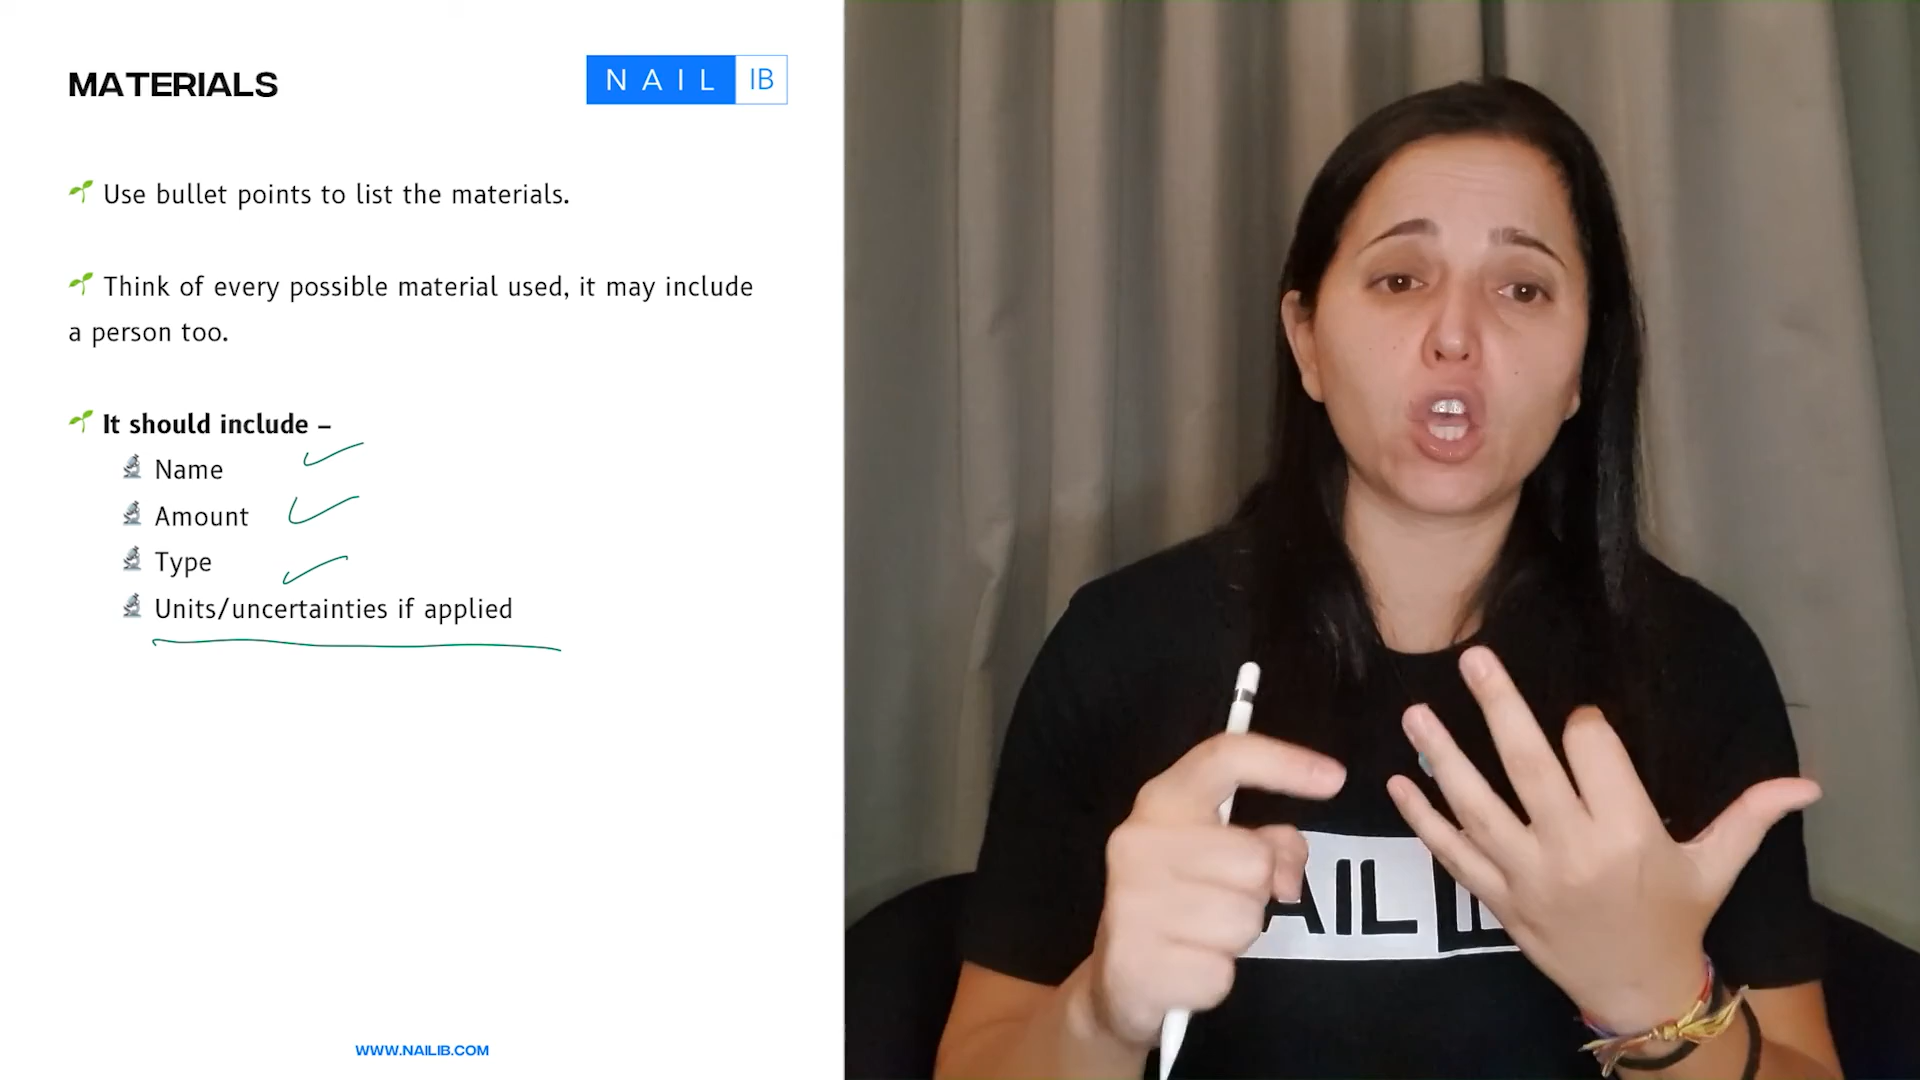 MATERIALS
NAIL IB
Use bullet points to list the materials.
Think of every possible material used, it may include
a person too.
It should include –
Name
Amount
Type
Units/uncertainties if applied
WWW.NAILIB.COM
AIL